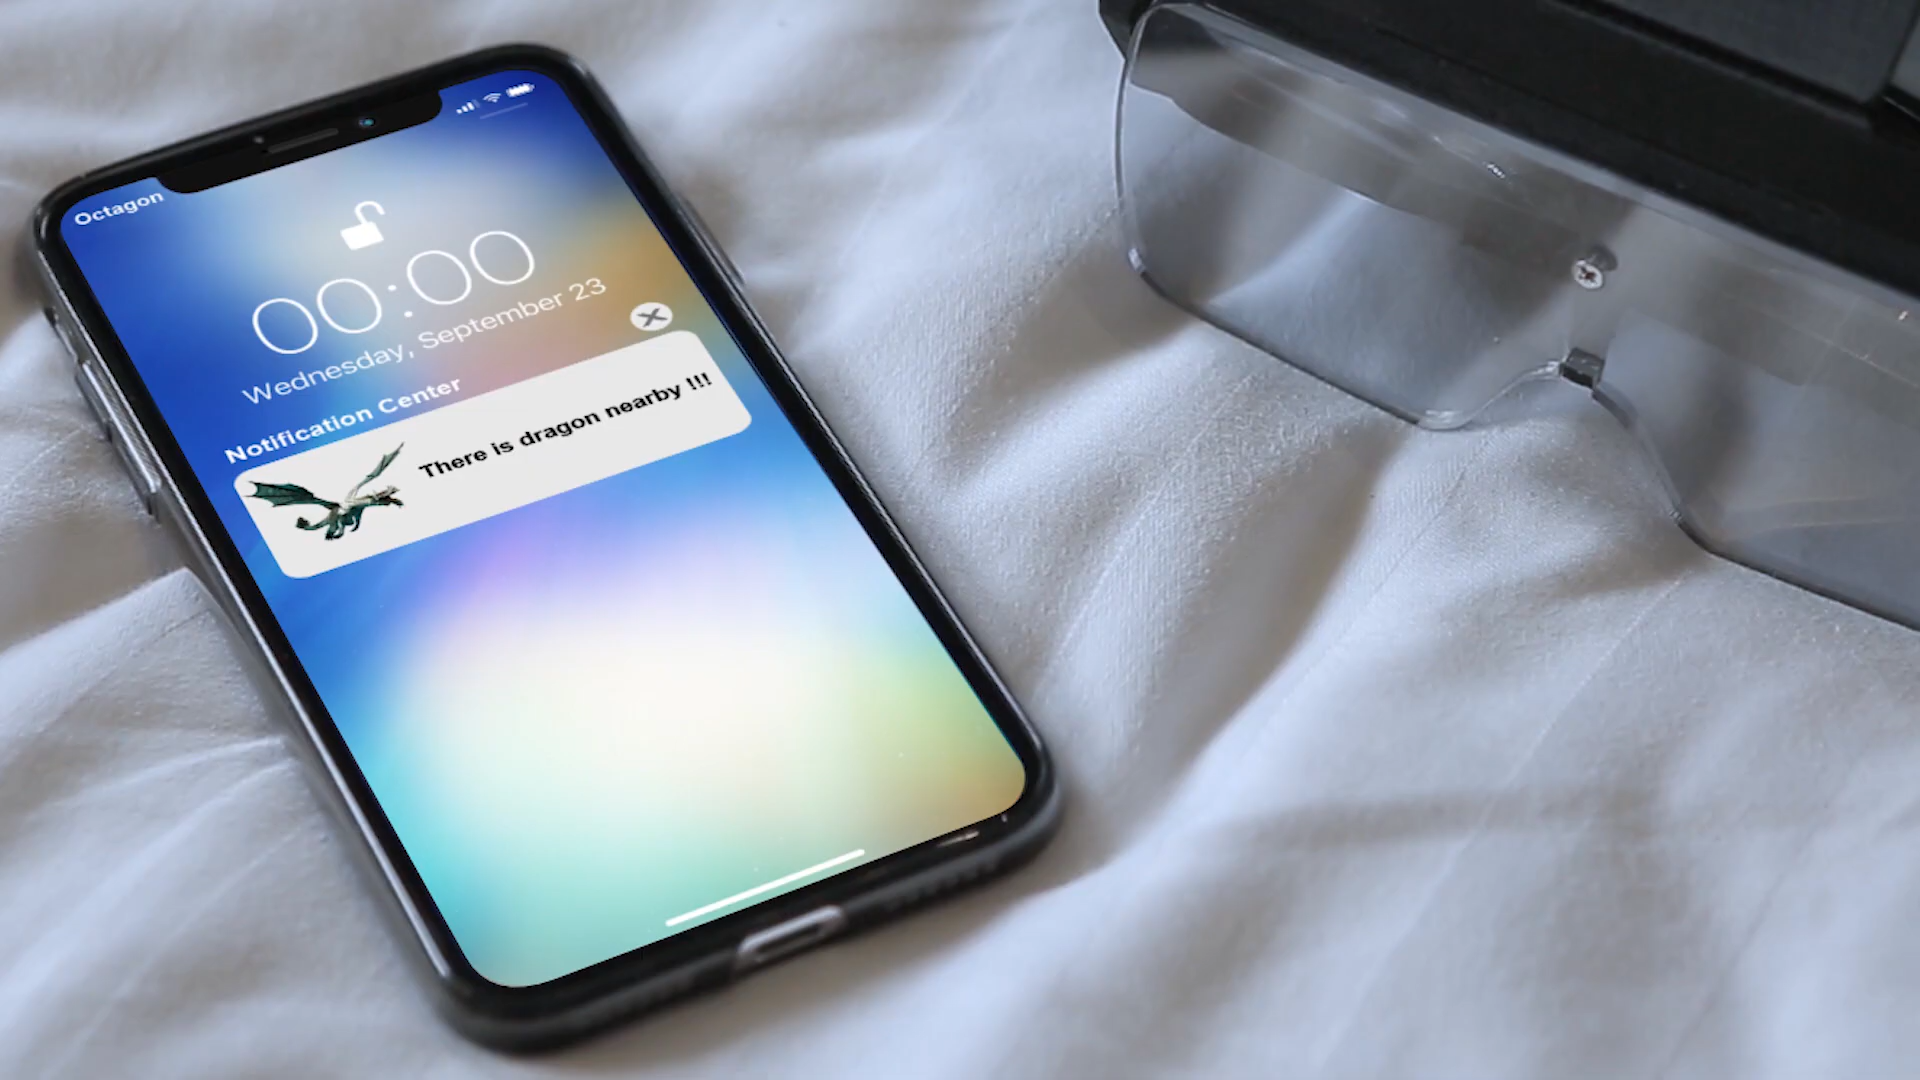 Octagon
00:00
Wednesday, September 23
Notification Center
There is dragon nearby !!!